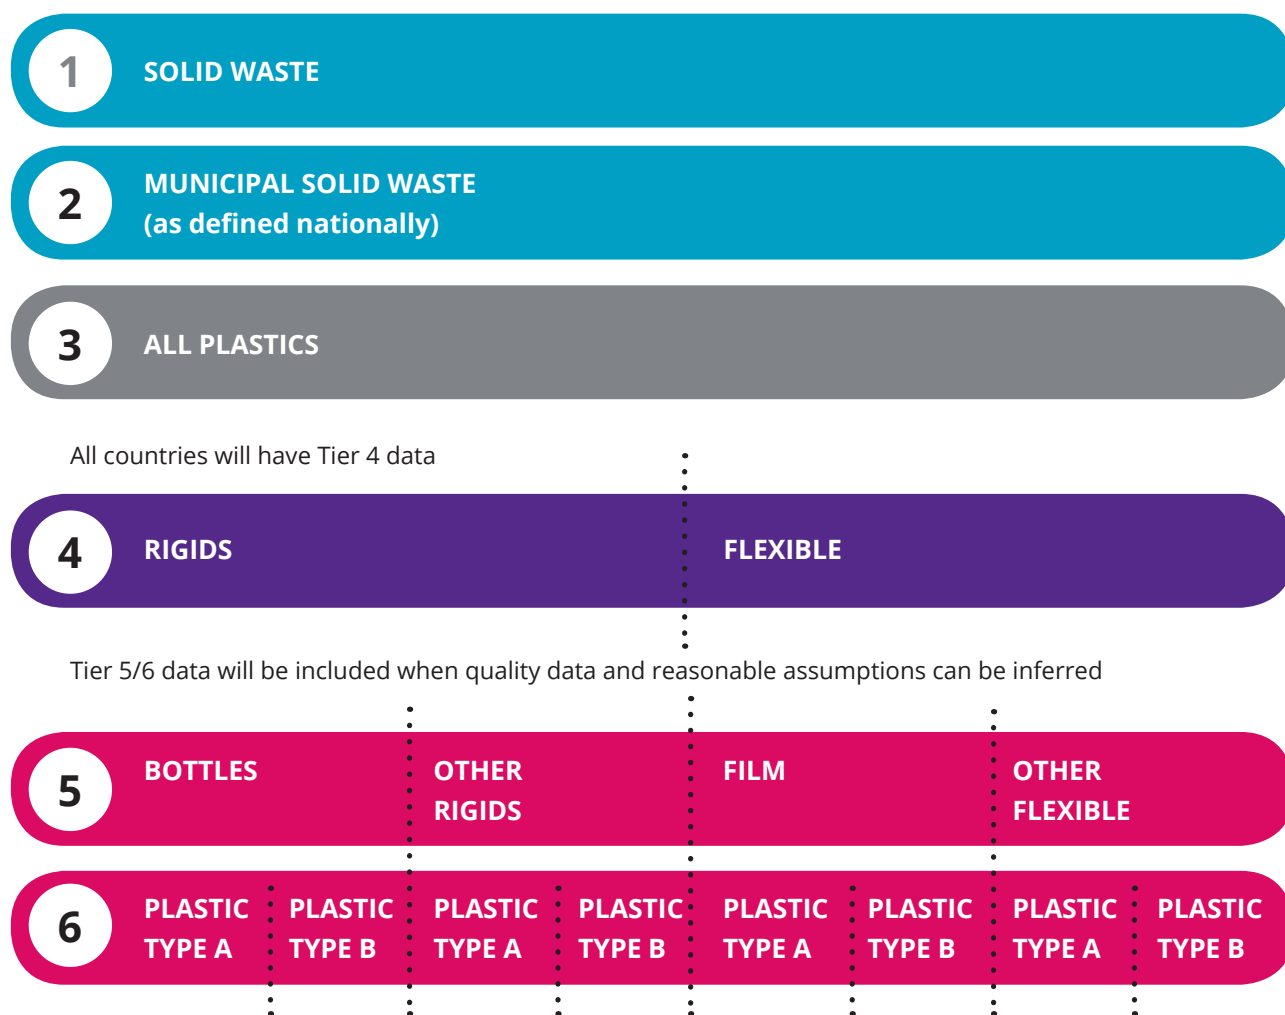 1
SOLID WASTE
2
MUNICIPAL SOLID WASTE
(as defined nationally)
3
ALL PLASTICS
All countries will have Tier 4 data
4
RIGIDS
FLEXIBLE
Tier 5/6 data will be included when quality data and reasonable assumptions can be inferred
5
BOTTLES
OTHER
RIGIDS
FILM
OTHER
FLEXIBLE
6
PLASTIC
TYPE A
PLASTIC
TYPE B
PLASTIC
TYPE A
PLASTIC
TYPE B
PLASTIC
TYPE A
PLASTIC
TYPE B
PLASTIC
TYPE A
PLASTIC
TYPE B